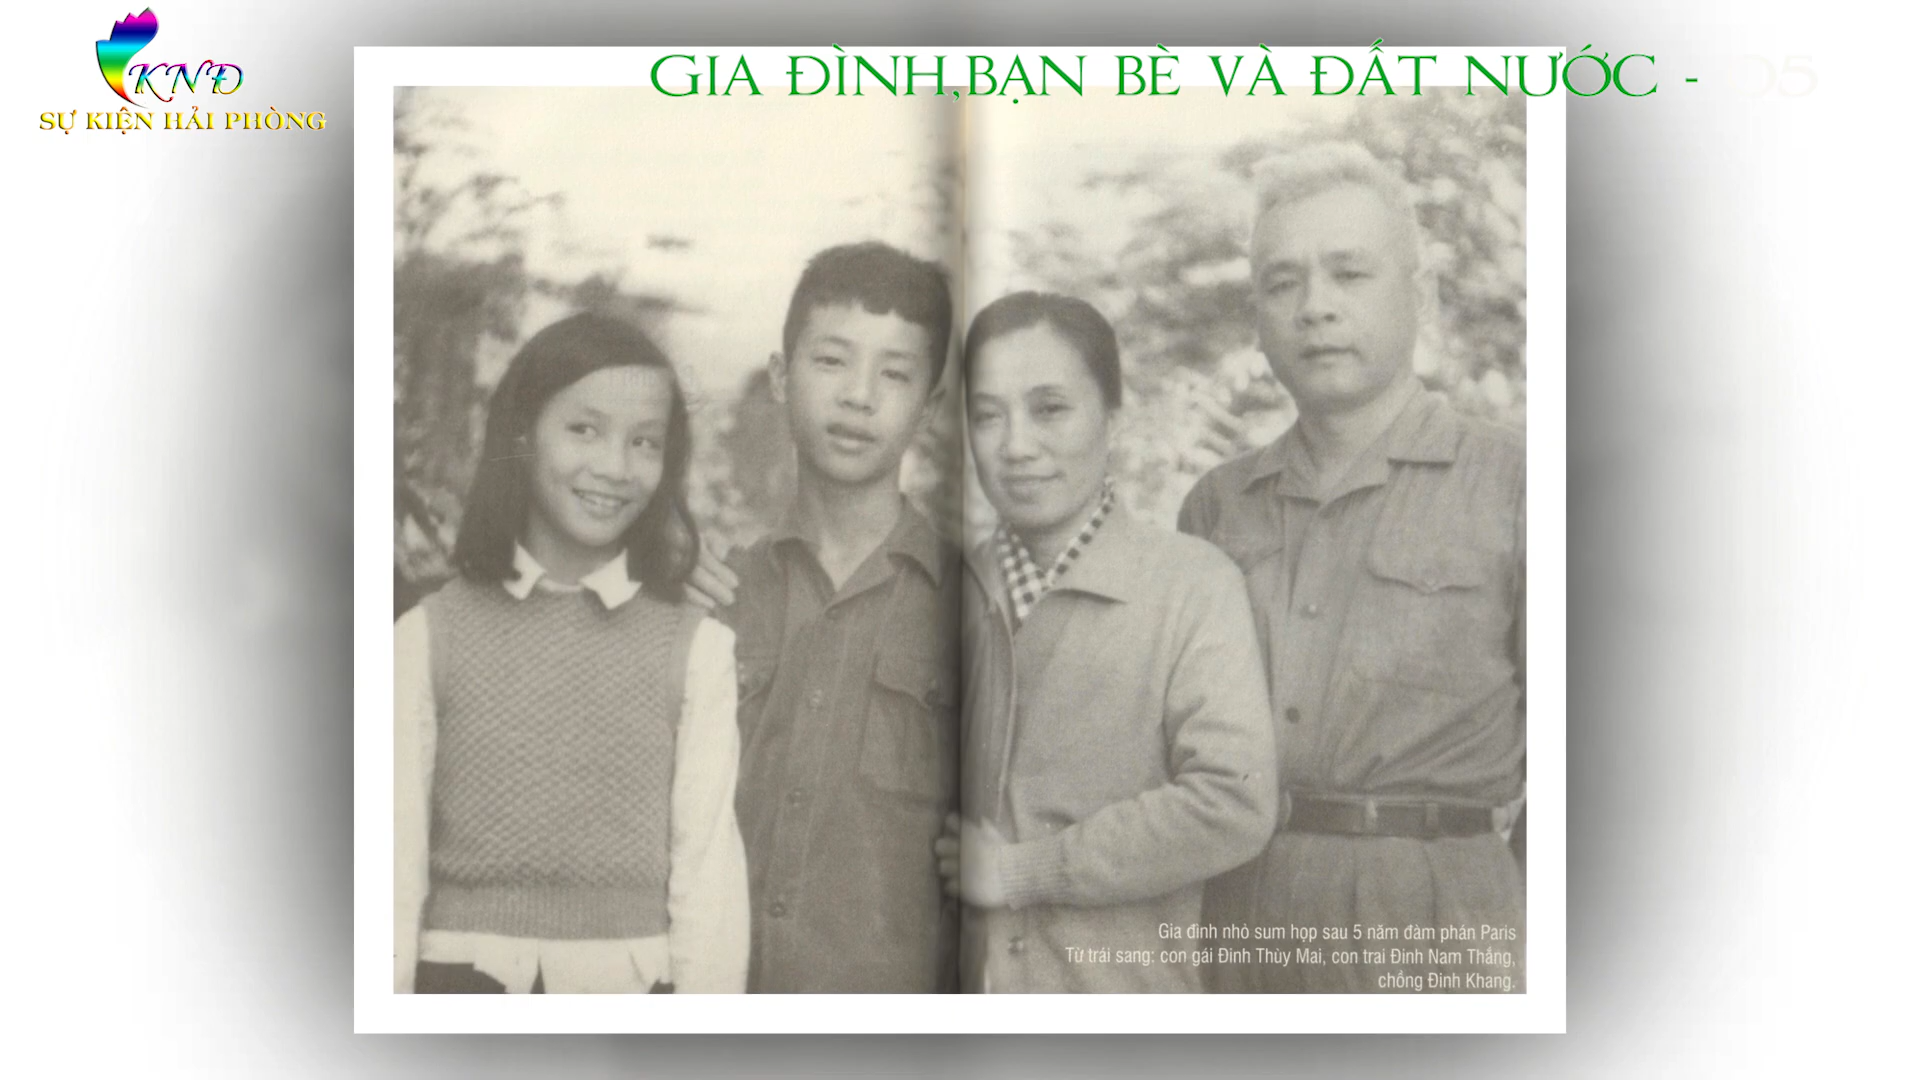 KNĐ
SỰ KIỆN HẢI PHÒNG
GIA ĐÌNH,BẠN BÈ VÀ ĐẤT NƯỚC - 05
Gia đình nhỏ sum họp sau 5 năm đàm phán Paris
Từ trái sang: con gái Đinh Thùy Mai, con trai Đinh Nam Thắng,
chồng Đinh Khang.